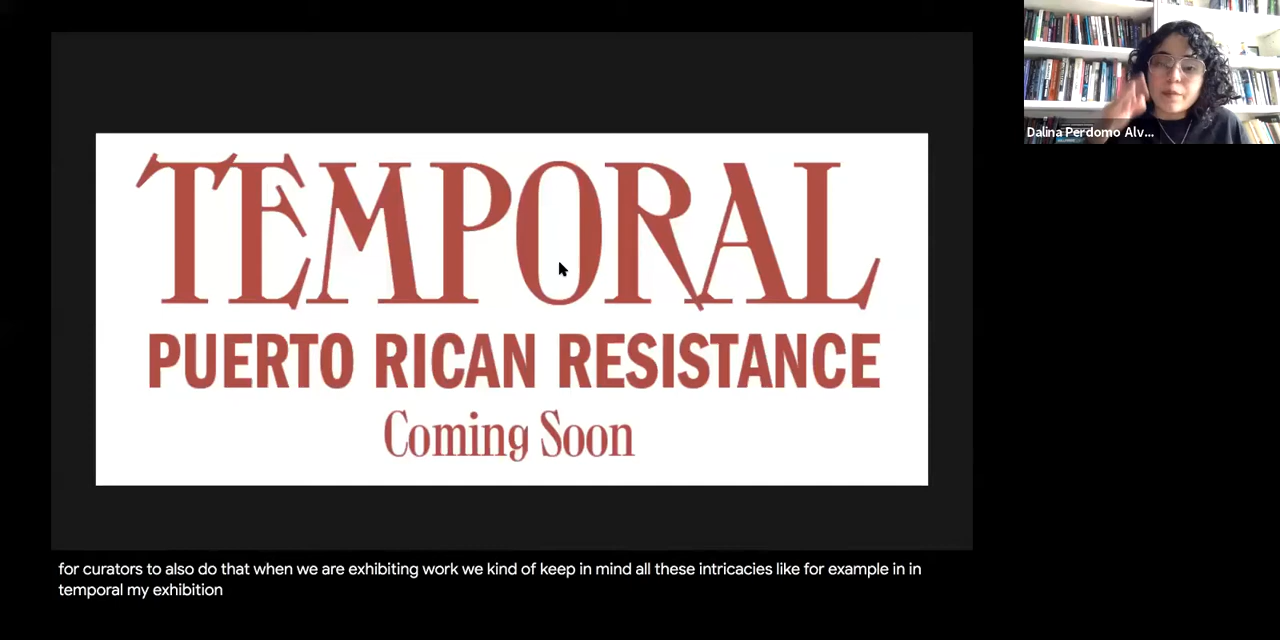 TEMPORAL
PUERTO RICAN RESISTANCE
Coming Soon
Dalina Perdomo Alv...
for curators to also do that when we are exhibiting work we kind of keep in mind all these intricacies like for example in in
temporal my exhibition